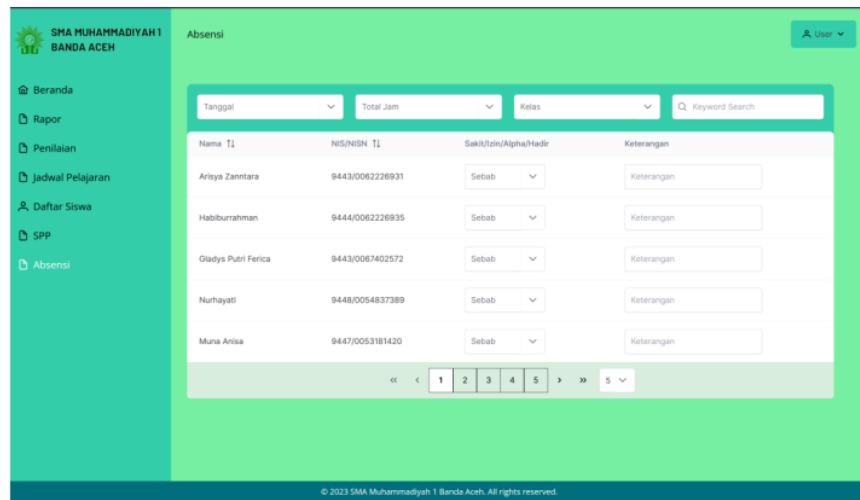 SMA MUHAMMADIYAH 1
BANDA ACEH
Absensi
User
Beranda
Rapor
Penilaian
Jadwal Pelajaran
Daftar Siswa
SPP
Absensi
Tanggal Total Jam Kelas Keyword Search
Nama NIS/NISN Sakit/Izin/Alpha/Hadir Keterangan
Arisya Zanntara 9443/0062226931 Sebab Keterangan
Habiburrahman 9444/0062226935 Sebab Keterangan
Gladys Putri Ferica 9443/0067402572 Sebab Keterangan
Nurhayati 9448/0054837389 Sebab Keterangan
Muna Anisa 9447/0053181420 Sebab Keterangan
« ‹ 1 2 3 4 5 › » 5
© 2023 SMA Muhammadiyah 1 Banda Aceh. All rights reserved.